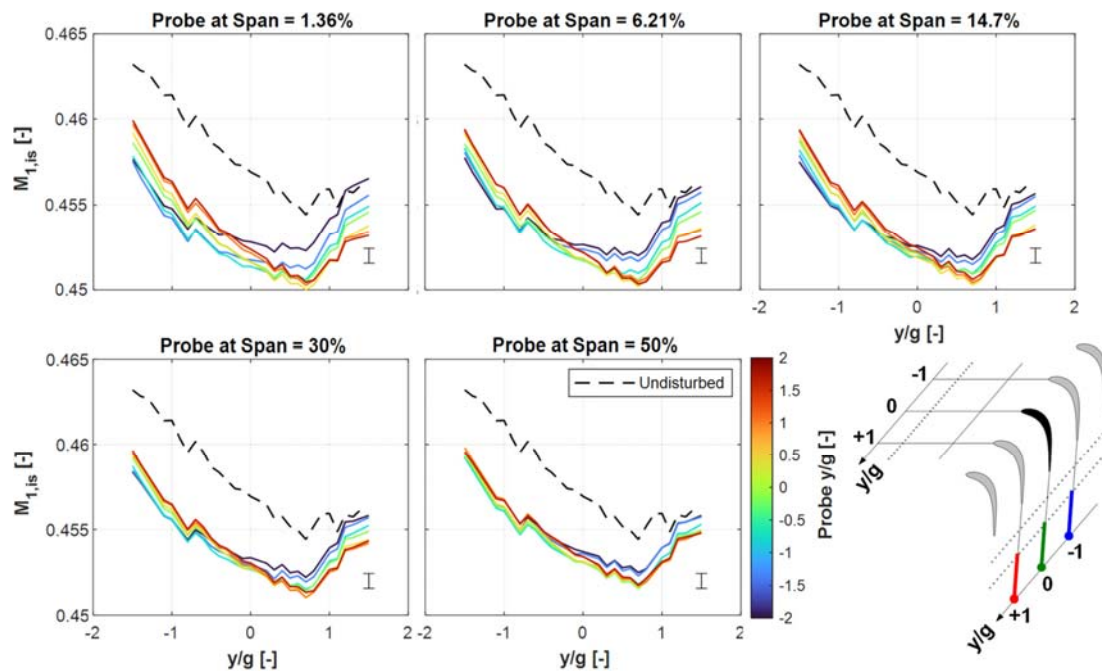 Probe at Span = 1.36%
Probe at Span = 6.21%
Probe at Span = 14.7%
0.465
0.46
0.455
0.45
M1,is [-]
-2
-1
0
1
2
y/g [-]
Probe at Span = 30%
Probe at Span = 50%
0.465
0.46
0.455
0.45
M1,is [-]
-2
-1
0
1
2
y/g [-]
-2
-1
0
1
2
y/g [-]
Undisturbed
2
1.5
1
0.5
0
-0.5
-1
-1.5
-2
Probe y/g [-]
-1
0
+1
y/g
-1
0
+1
y/g